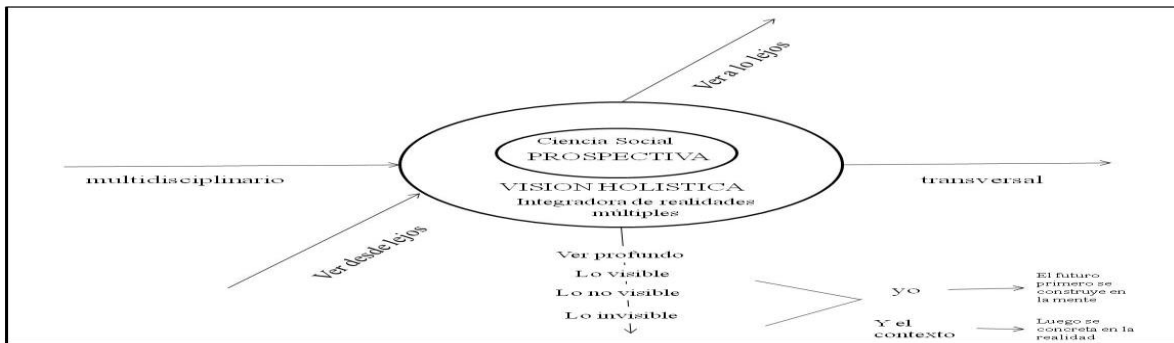 Ver a lo lejos
Ciencia Social
PROSPECTIVA
multidisciplinario
VISION HOLISTICA
Integradora de realidades
múltiples
transversal
Ver desde lejos
Ver profundo
Lo visible
Lo no visible
Lo invisible
yo
El futuro
primero se
construye en
la mente
Y el
contexto
Luego se
concreta en la
realidad